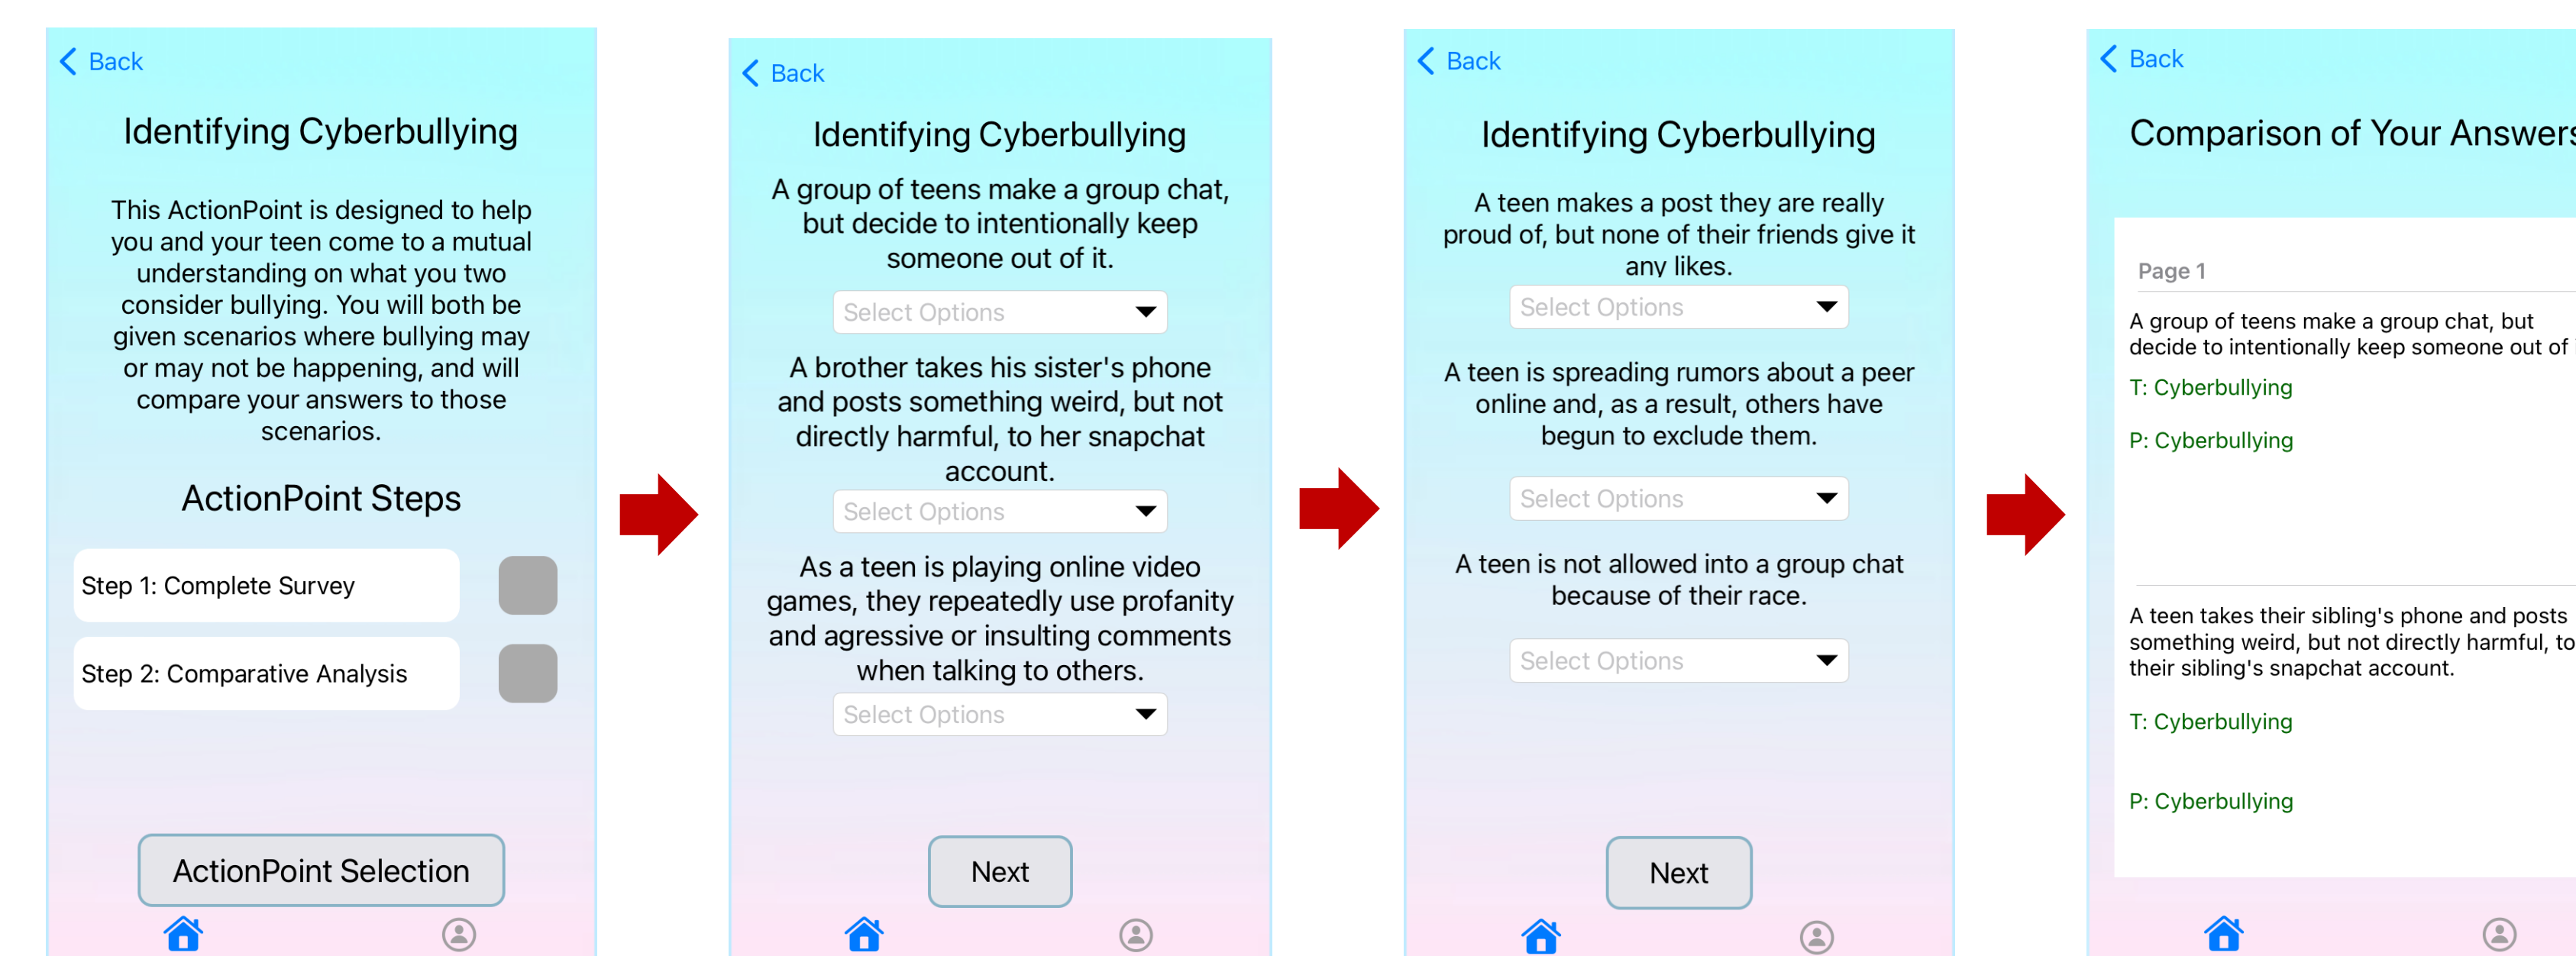 Back
Identifying Cyberbullying
This ActionPoint is designed to help
you and your teen come to a mutual
understanding on what you two
consider bullying. You will both be
given scenarios where bullying may
or may not be happening, and will
compare your answers to those
scenarios.
ActionPoint Steps
Step 1: Complete Survey
Step 2: Comparative Analysis
ActionPoint Selection
Back
Identifying Cyberbullying
A group of teens make a group chat,
but decide to intentionally keep
someone out of it.
Select Options
A brother takes his sister's phone
and posts something weird, but not
directly harmful, to her snapchat
account.
Select Options
As a teen is playing online video
games, they repeatedly use profanity
and agressive or insulting comments
when talking to others.
Select Options
Next
Back
Identifying Cyberbullying
A teen makes a post they are really
proud of, but none of their friends give it
any likes.
Select Options
A teen is spreading rumors about a peer
online and, as a result, others have
begun to exclude them.
Select Options
A teen is not allowed into a group chat
because of their race.
Select Options
Next
Back
Comparison of Your Answers
Page 1
A group of teens make a group chat, but
decide to intentionally keep someone out of
T: Cyberbullying
P: Cyberbullying
A teen takes their sibling's phone and posts
something weird, but not directly harmful, to
their sibling's snapchat account.
T: Cyberbullying
P: Cyberbullying